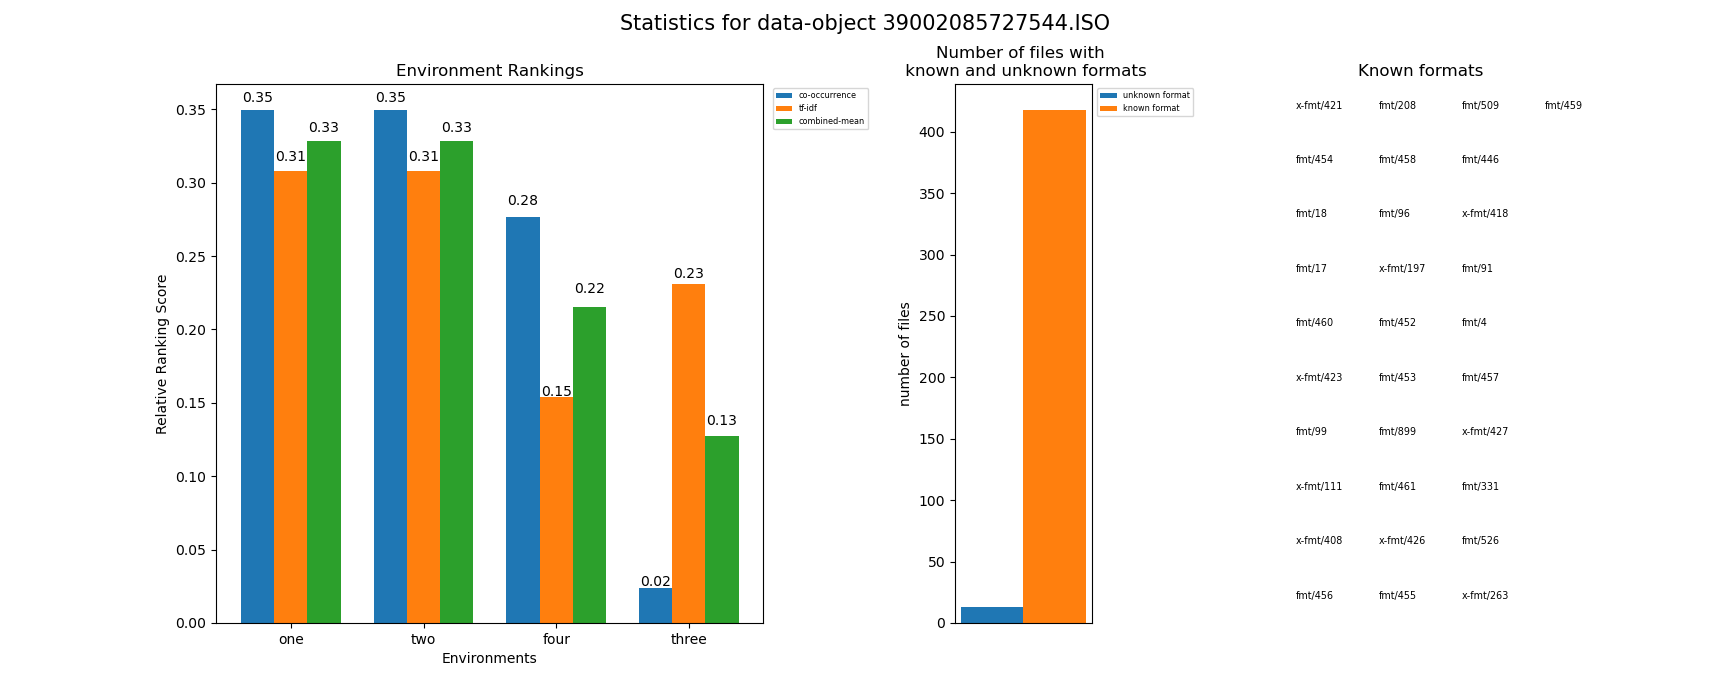 Statistics for data-object 39002085727544.ISO
Environment Rankings
0.35
0.30
0.25
0.20
0.15
0.10
0.05
0.00
Relative Ranking Score
0.35 0.31 0.33
0.35 0.31 0.33
0.28 0.15 0.22
0.02 0.23 0.13
one two four three
Environments
co-occurrence
tf-idf
combined-mean
Number of files with
known and unknown formats
400
350
300
250
200
150
100
50
0
number of files
unknown format
known format
Known formats
x-fmt/421 fmt/208 fmt/509 fmt/459
fmt/454 fmt/458 fmt/446
fmt/18 fmt/96 x-fmt/418
fmt/17 x-fmt/197 fmt/91
fmt/460 fmt/452 fmt/4
x-fmt/423 fmt/453 fmt/457
fmt/99 fmt/899 x-fmt/427
x-fmt/111 fmt/461 fmt/331
x-fmt/408 x-fmt/426 fmt/526
fmt/456 fmt/455 x-fmt/263